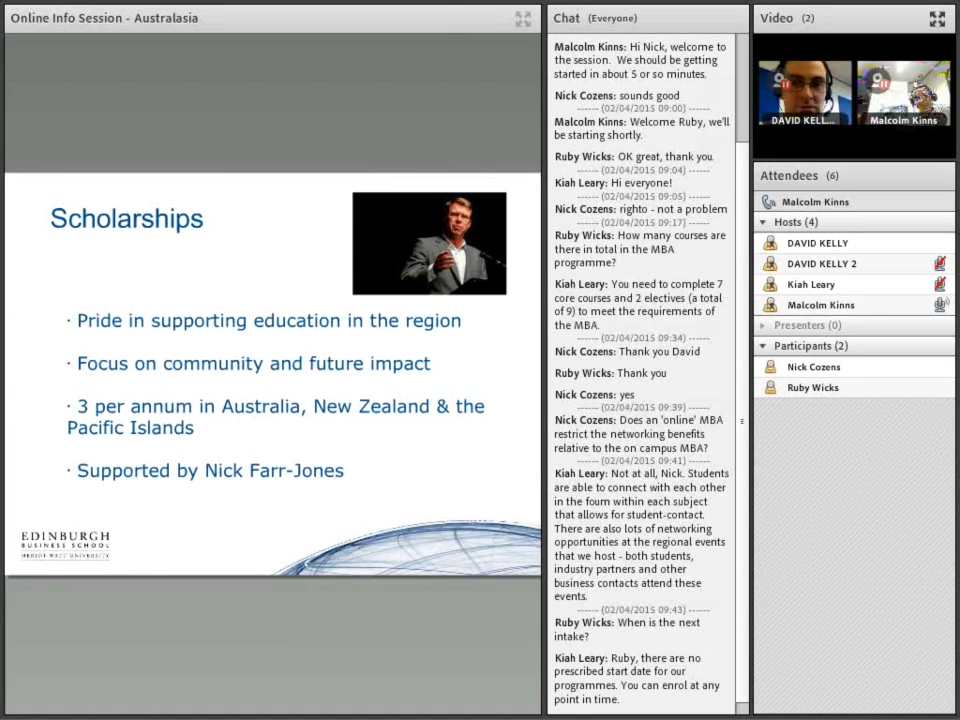 Online Info Session - Australasia
Scholarships
· Pride in supporting education in the region
· Focus on community and future impact
· 3 per annum in Australia, New Zealand & the
Pacific Islands
· Supported by Nick Farr-Jones
EDINBURGH
BUSINESS SCHOOL
HERIOT-WATT UNIVERSITY
Chat (Everyone)
Malcolm Kinns: Hi Nick, welcome to
the session. We should be getting
started in about 5 or so minutes.
Nick Cozens: sounds good
------ (02/04/2015 09:00) ------
Malcolm Kinns: Welcome Ruby, we'll
be starting shortly.
Ruby Wicks: OK great, thank you.
------ (02/04/2015 09:04) ------
Kiah Leary: Hi everyone!
------ (02/04/2015 09:05) ------
Nick Cozens: righto - not a problem
------ (02/04/2015 09:17) ------
Ruby Wicks: How many courses are
there in total in the MBA
programme?
Kiah Leary: You need to complete 7
core courses and 2 electives (a total
of 9) to meet the requirements of
the MBA.
------ (02/04/2015 09:34) ------
Nick Cozens: Thank you David
Ruby Wicks: Thank you
Nick Cozens: yes
------ (02/04/2015 09:39) ------
Nick Cozens: Does an 'online' MBA
restrict the networking benefits
relative to the on campus MBA?
------ (02/04/2015 09:41) ------
Kiah Leary: Not at all, Nick. Students
are able to connect with each other
in the foum within each subject
that allows for student-contact.
There are also lots of networking
opportunities at the regional events
that we host - both students,
industry partners and other
business contacts attend these
events.
------ (02/04/2015 09:43) ------
Ruby Wicks: When is the next
intake?
Kiah Leary: Ruby, there are no
prescribed start date for our
programmes. You can enrol at any
point in time.
Video (2)
DAVID KELL...
Malcolm Kinns
Attendees (6)
Malcolm Kinns
Hosts (4)
DAVID KELLY
DAVID KELLY 2
Kiah Leary
Malcolm Kinns
Presenters (0)
Participants (2)
Nick Cozens
Ruby Wicks